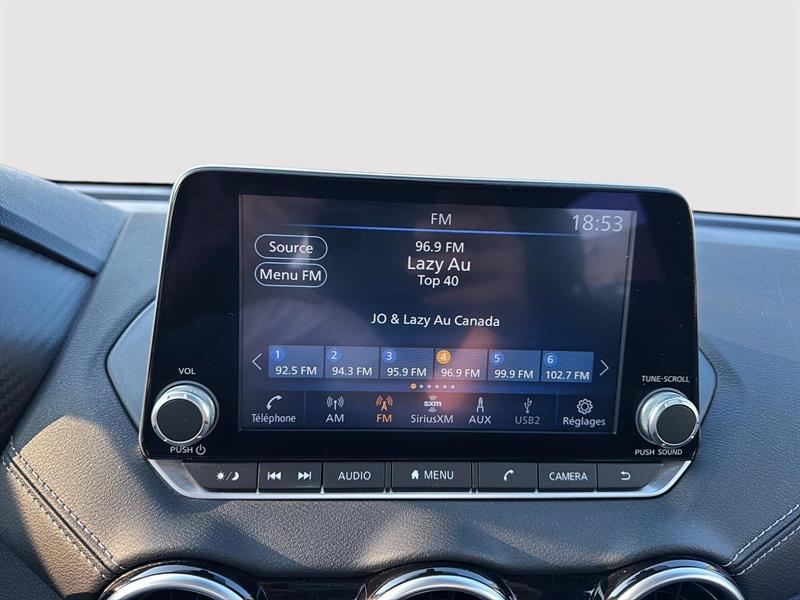 FM
18:53
Source
96.9 FM
Lazy Au
Menu FM
Top 40
JO & Lazy Au Canada
1 2 3 4 5 6
92.5 FM 94.3 FM 95.9 FM 96.9 FM 99.9 FM 102.7 FM
Téléphone AM FM sxm SiriusXM AUX USB2 Réglages
VOL
PUSH
TUNE-SCROLL
PUSH SOUND
AUDIO MENU CAMERA